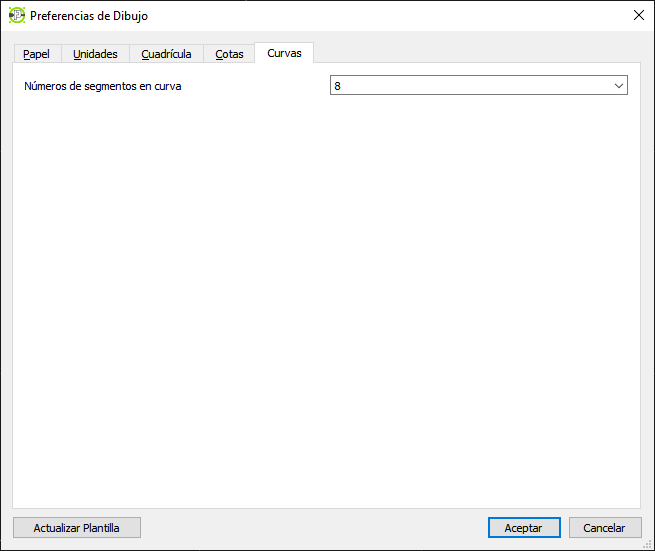 Preferencias de Dibujo
Papel Unidades Cuadrícula Cotas Curvas
Números de segmentos en curva 8
Actualizar Plantilla Aceptar Cancelar